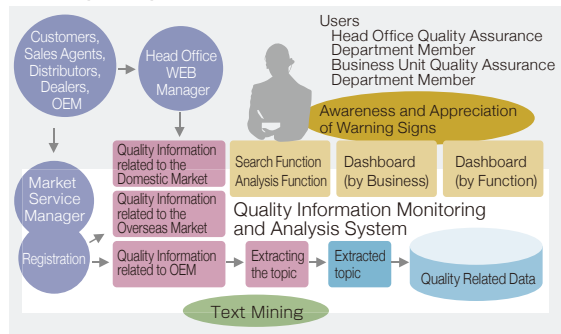 Customers,
Sales Agents,
Distributors,
Dealers,
OEM
Head Office
WEB
Manager
Users
Head Office Quality Assurance
Department Member
Business Unit Quality Assurance
Department Member
Awareness and Appreciation
of Warning Signs
Quality Information
related to the
Domestic Market
Search Function
Analysis Function
Dashboard
(by Business)
Dashboard
(by Function)
Market
Service
Manager
Quality Information
related to the
Overseas Market
Quality Information Monitoring
and Analysis System
Registration
Quality Information
related to OEM
Extracting
the topic
Extracted
topic
Quality Related Data
Text Mining